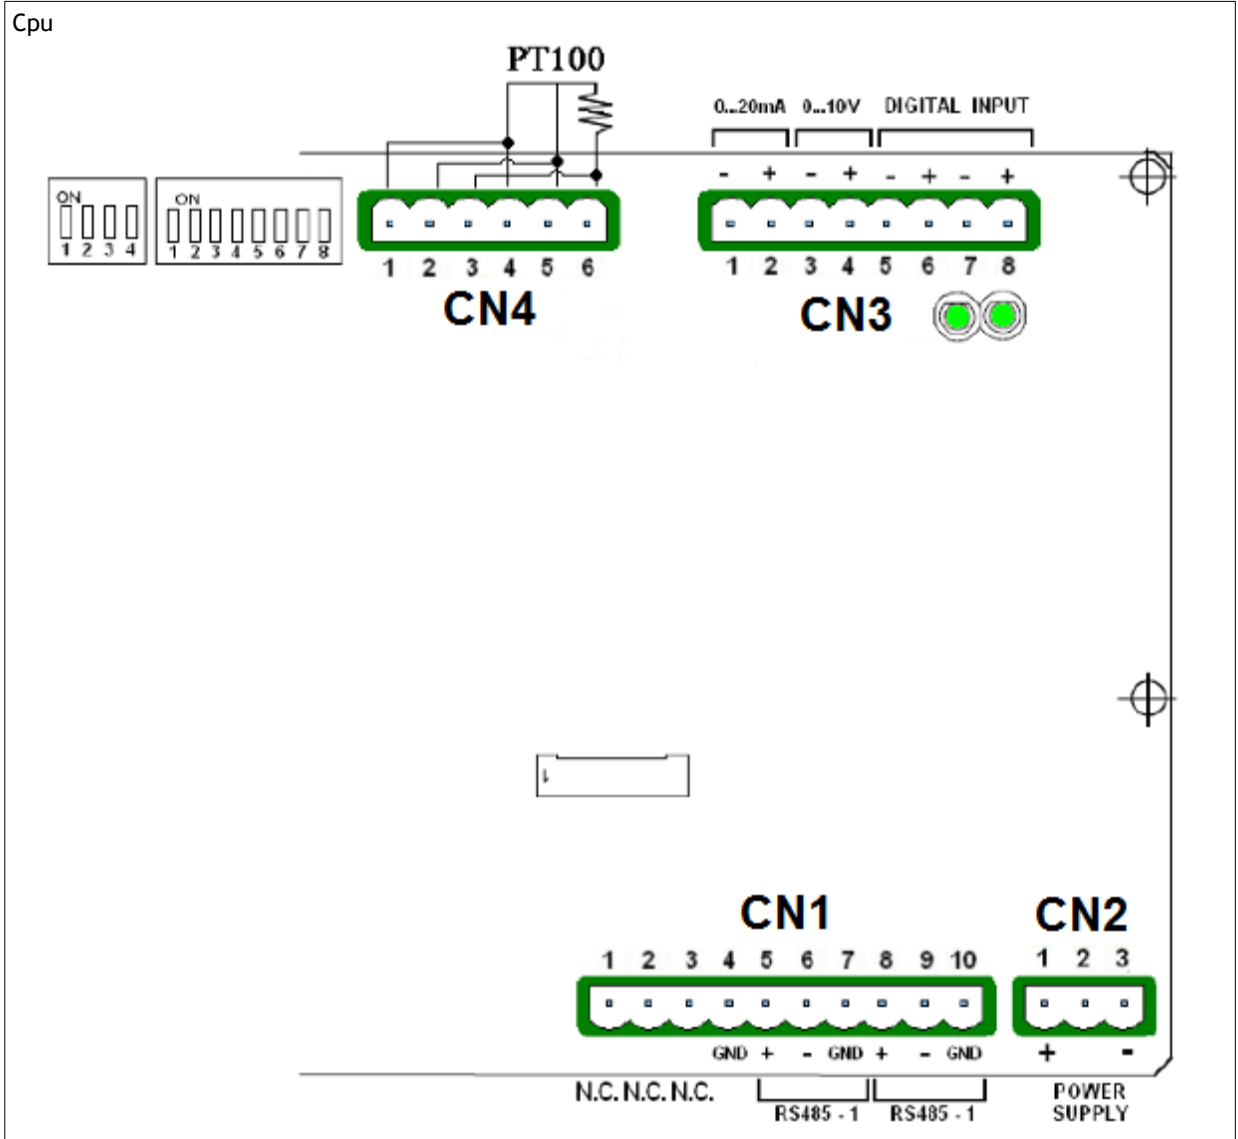 Cpu
PT100
0...20mA 0...10V DIGITAL INPUT
- + - + - + - +
ON
1 2 3 4
ON
1 2 3 4 5 6 7 8
1 2 3 4 5 6
CN4
1 2 3 4 5 6 7 8
CN3
1
CN1
1 2 3 4 5 6 7 8 9 10
GND + - GND + - GND
N.C. N.C. N.C.
RS485 - 1 RS485 - 1
CN2
1 2 3
+ -
POWER
SUPPLY